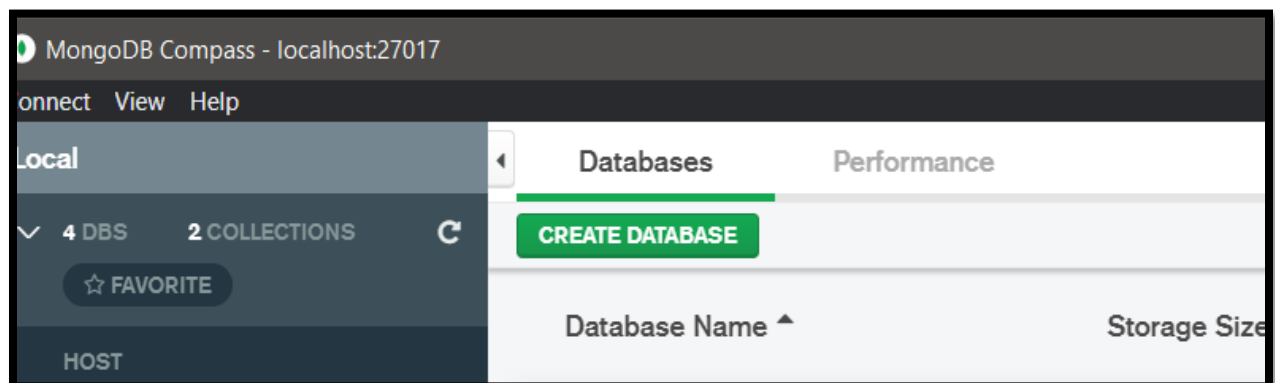 MongoDB Compass - localhost:27017
onnect View Help
Local
Databases Performance
4 DBS 2 COLLECTIONS
CREATE DATABASE
FAVORITE
Database Name Storage Size
HOST